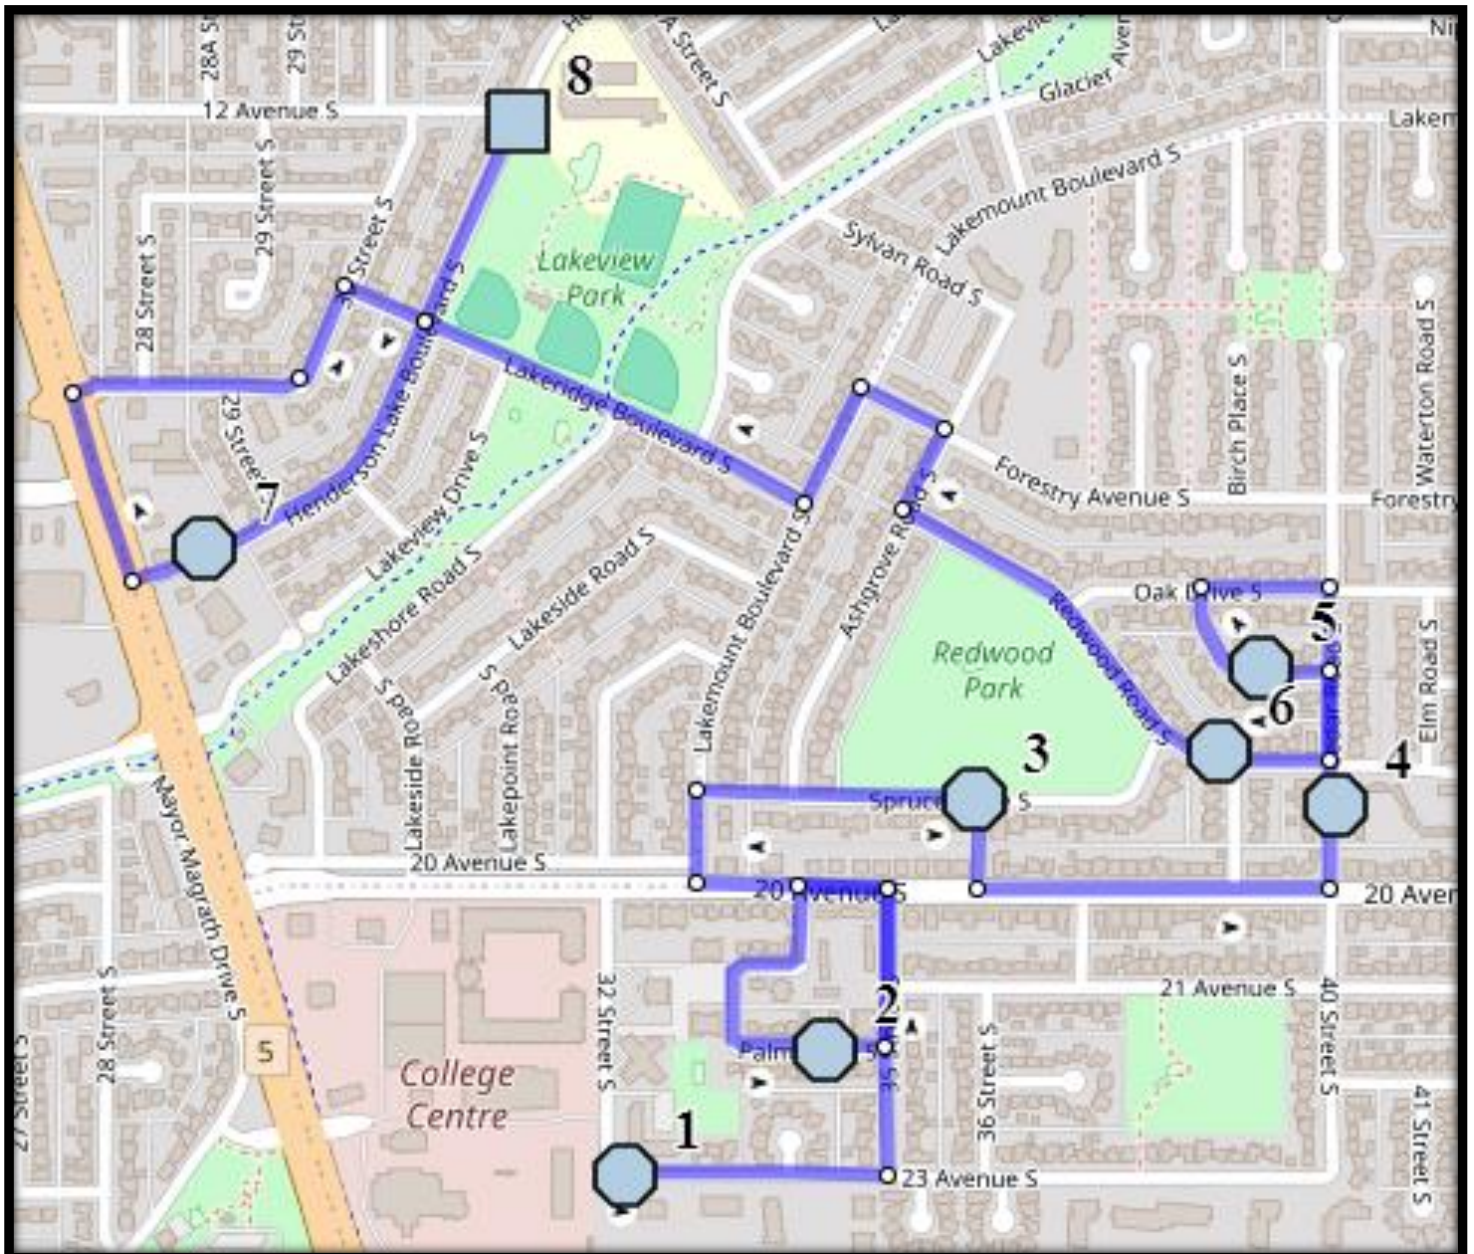 28A St
29 St
A Street S
Lakeview
Glacier Aven
12 Avenue S
8
Lakem
29 Street S
Street S
Lakemount Boulevard S
Sylvan Road S
28 Street S
Lakeview
Park
Birch Place S
Waterton Road S
Lakeridge Boulevard S
29 Street
Henderson Lake Boulevard S
7
Forestry Avenue S
Forestry
Lakeview Drive S
Lakeshore Road S
Lakeside Road S
Lakemount Boulevard S
Ashgrove Road S
Oak Drive S
5
Redwood
Park
Redwood Road S
6
Elm Road S
3
4
Lakeside Road S
Lakepoint Road S
Spruce
S
Mayor Magrath Drive S
20 Avenue S
20 Avenue S
20 Aven
28 Street S
32 Street S
2
21 Avenue S
40 Street S
5
Palm
College
Centre
36 Street S
41 Street S
27 Street S
1
23 Avenue S